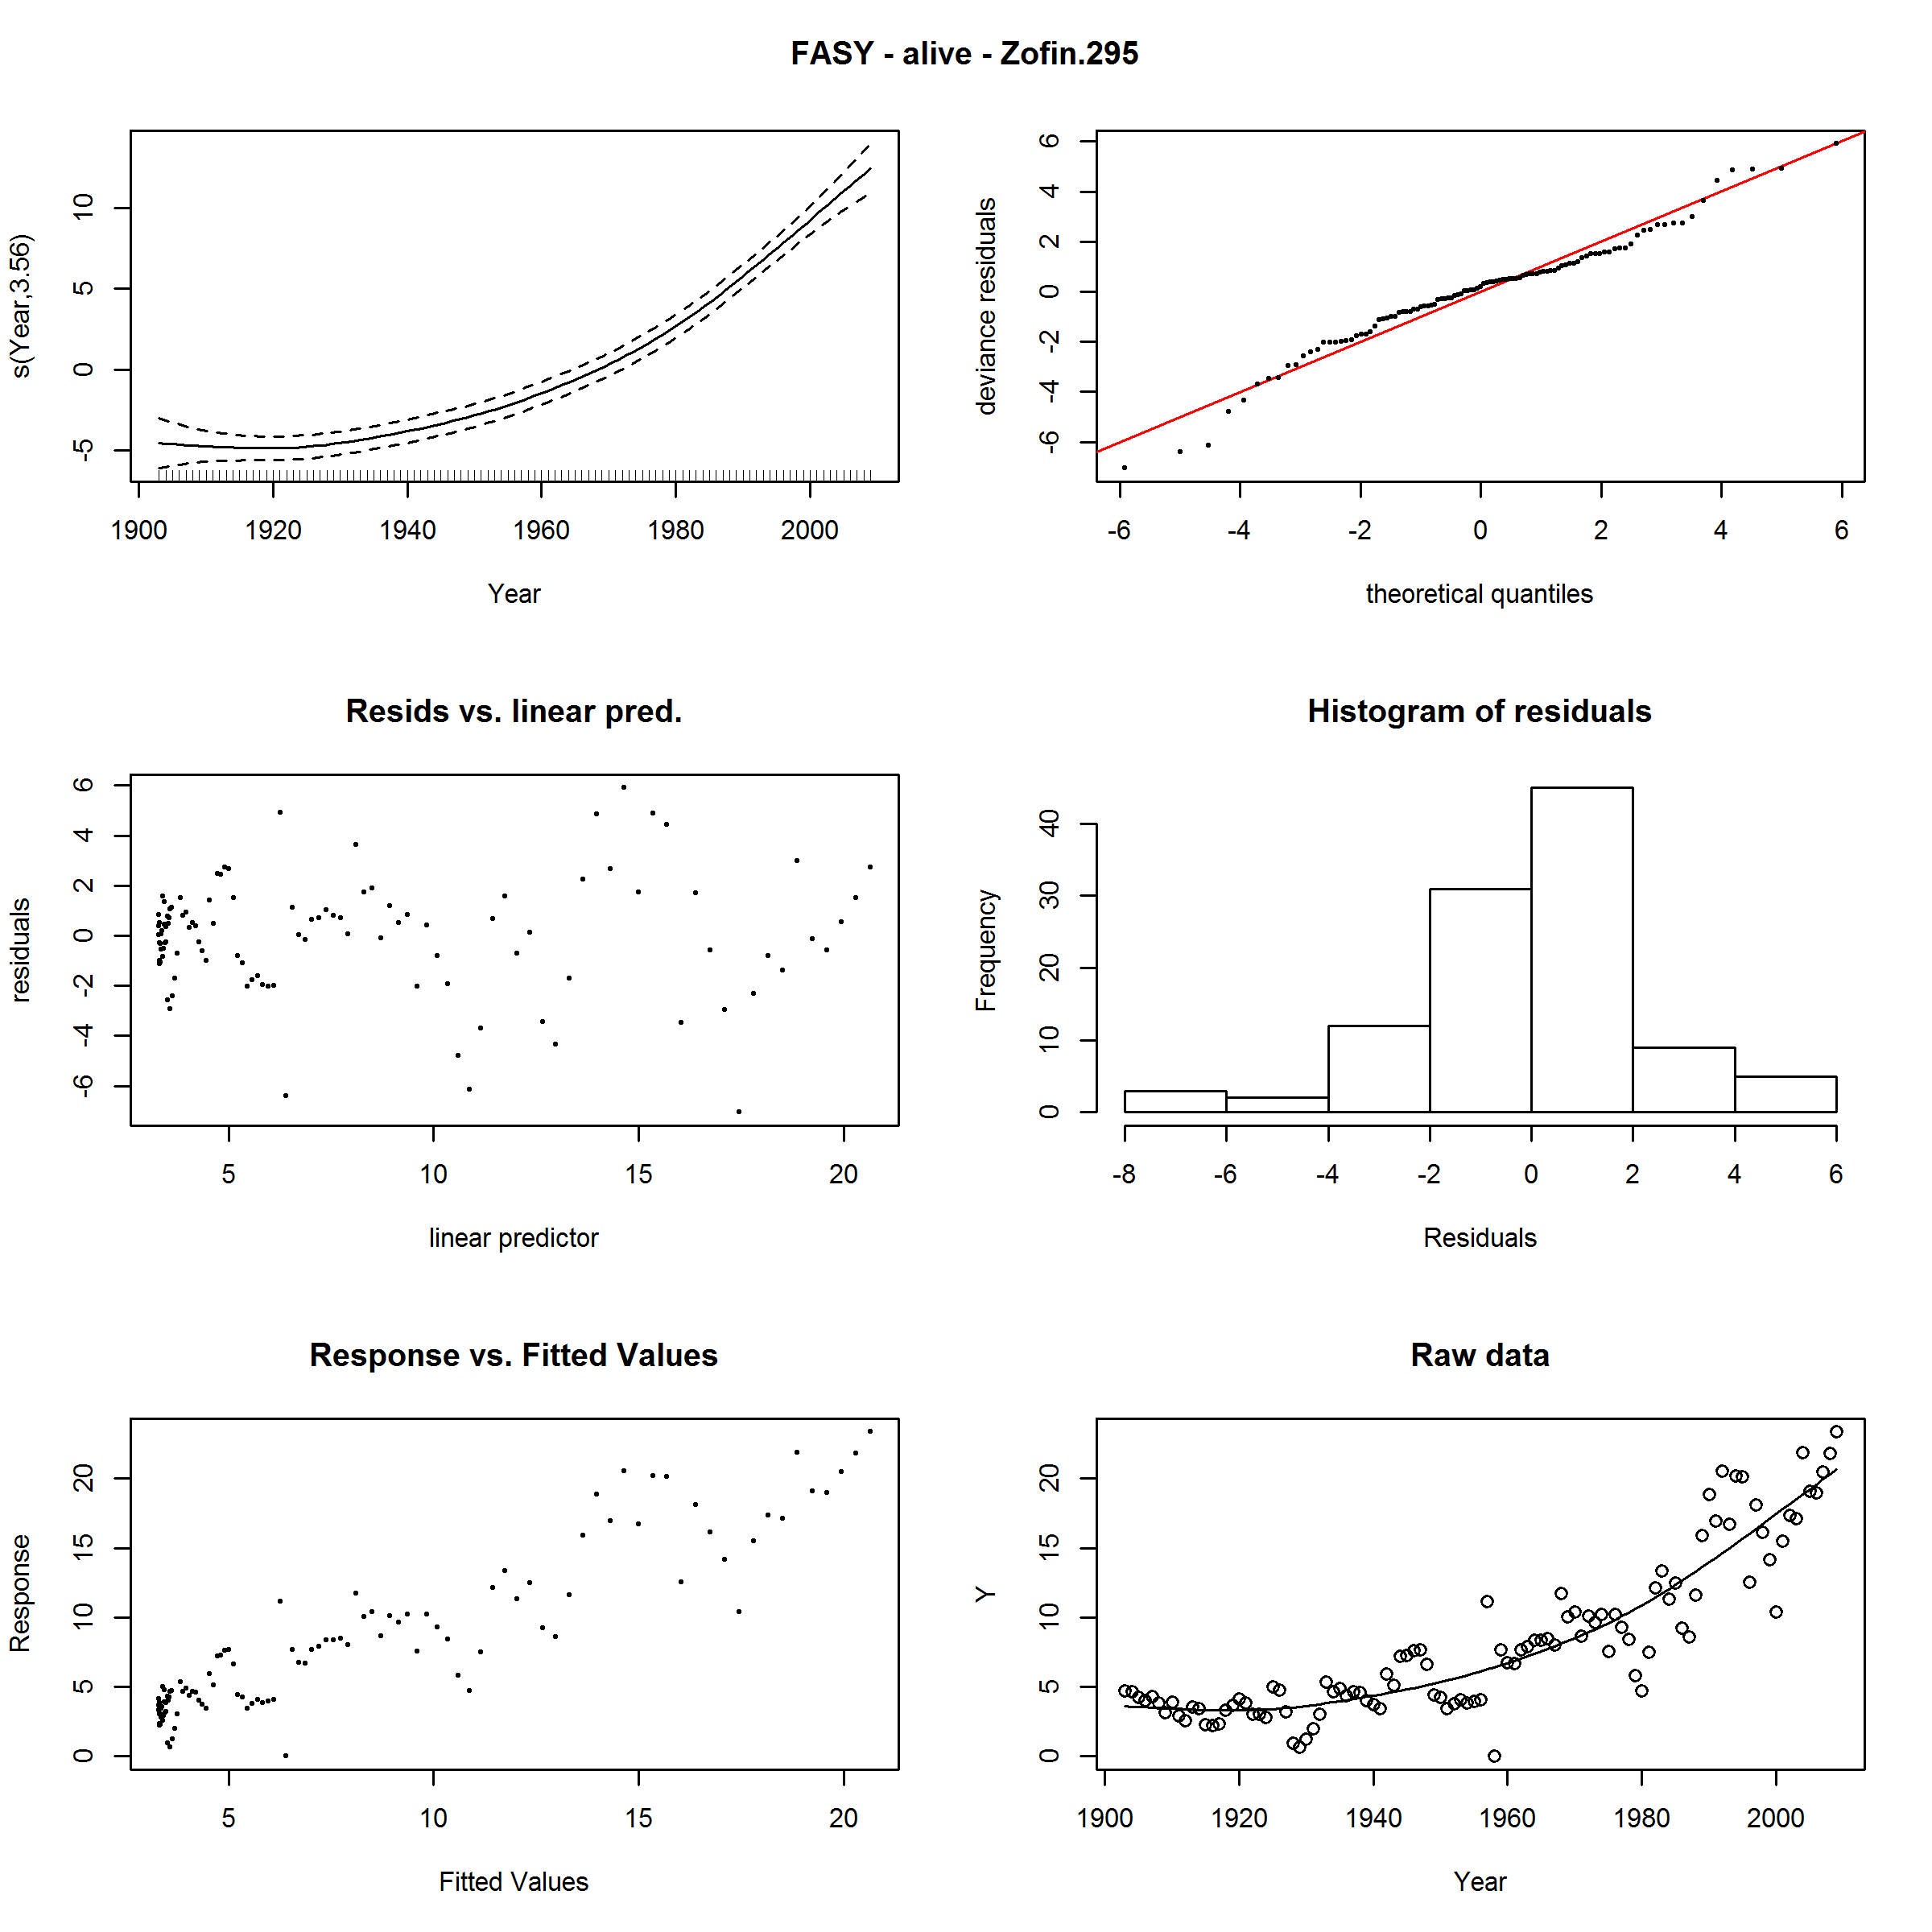 FASY - alive - Zofin.295
s(Year,3.56)
-5 0 5 10
1900 1920 1940 1960 1980 2000
Year
deviance residuals
-6 -4 -2 0 2 4 6
-6 -4 -2 0 2 4 6
theoretical quantiles
Resids vs. linear pred.
residuals
-6 -4 -2 0 2 4 6
5 10 15 20
linear predictor
Histogram of residuals
Frequency
0 10 20 30 40
-8 -6 -4 -2 0 2 4 6
Residuals
Response vs. Fitted Values
Response
0 5 10 15 20
5 10 15 20
Fitted Values
Raw data
Y
0 5 10 15 20
1900 1920 1940 1960 1980 2000
Year